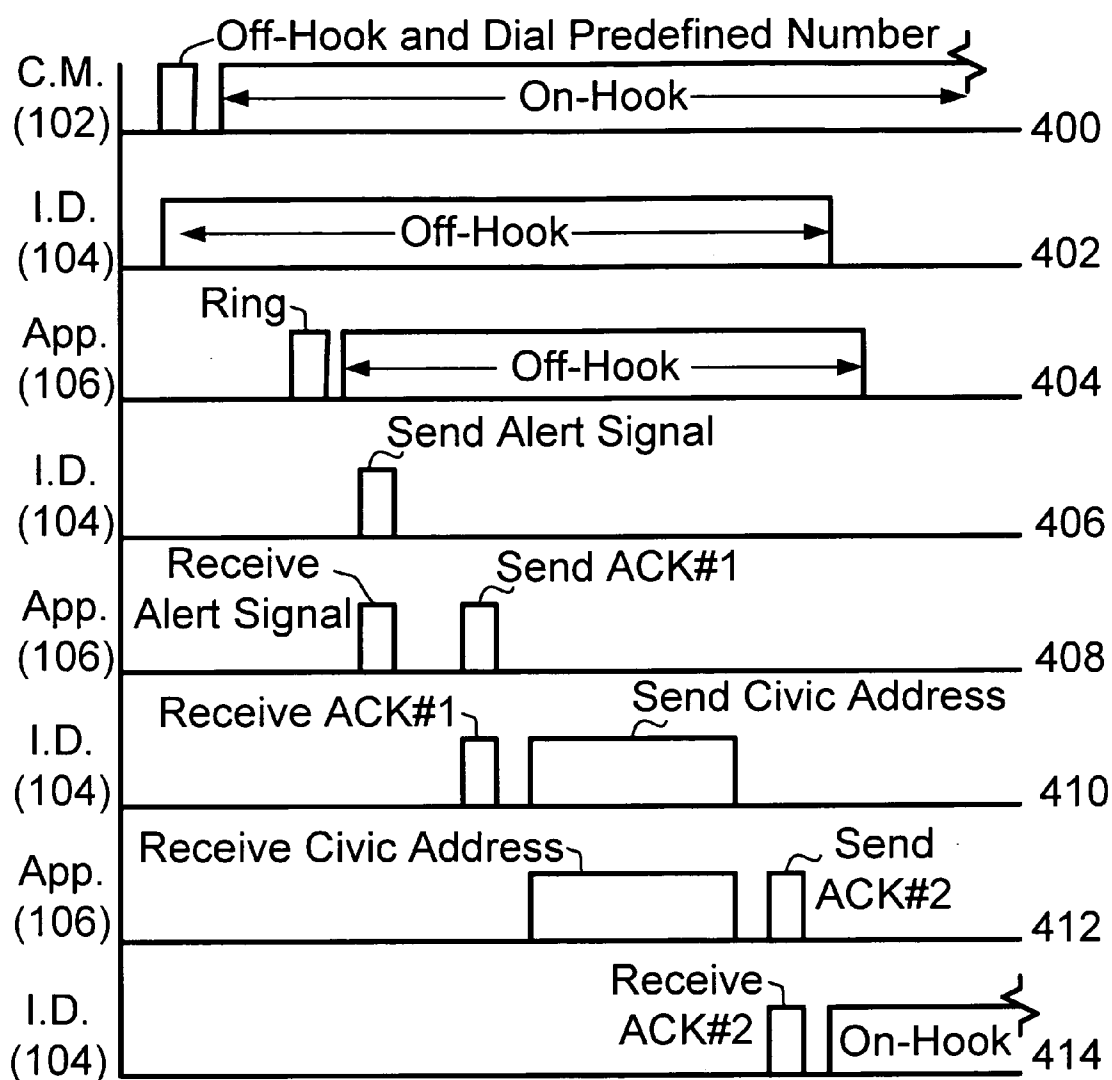 Off-Hook and Dial Predefined Number
C.M.
(102)
On-Hook
400
I.D.
(104)
Off-Hook
402
Ring
App.
(106)
Off-Hook
404
Send Alert Signal
I.D.
(104)
406
Receive
Alert Signal
Send ACK#1
App.
(106)
408
Receive ACK#1
Send Civic Address
I.D.
(104)
410
Receive Civic Address
Send
ACK#2
App.
(106)
412
Receive
ACK#2
I.D.
(104)
On-Hook
414